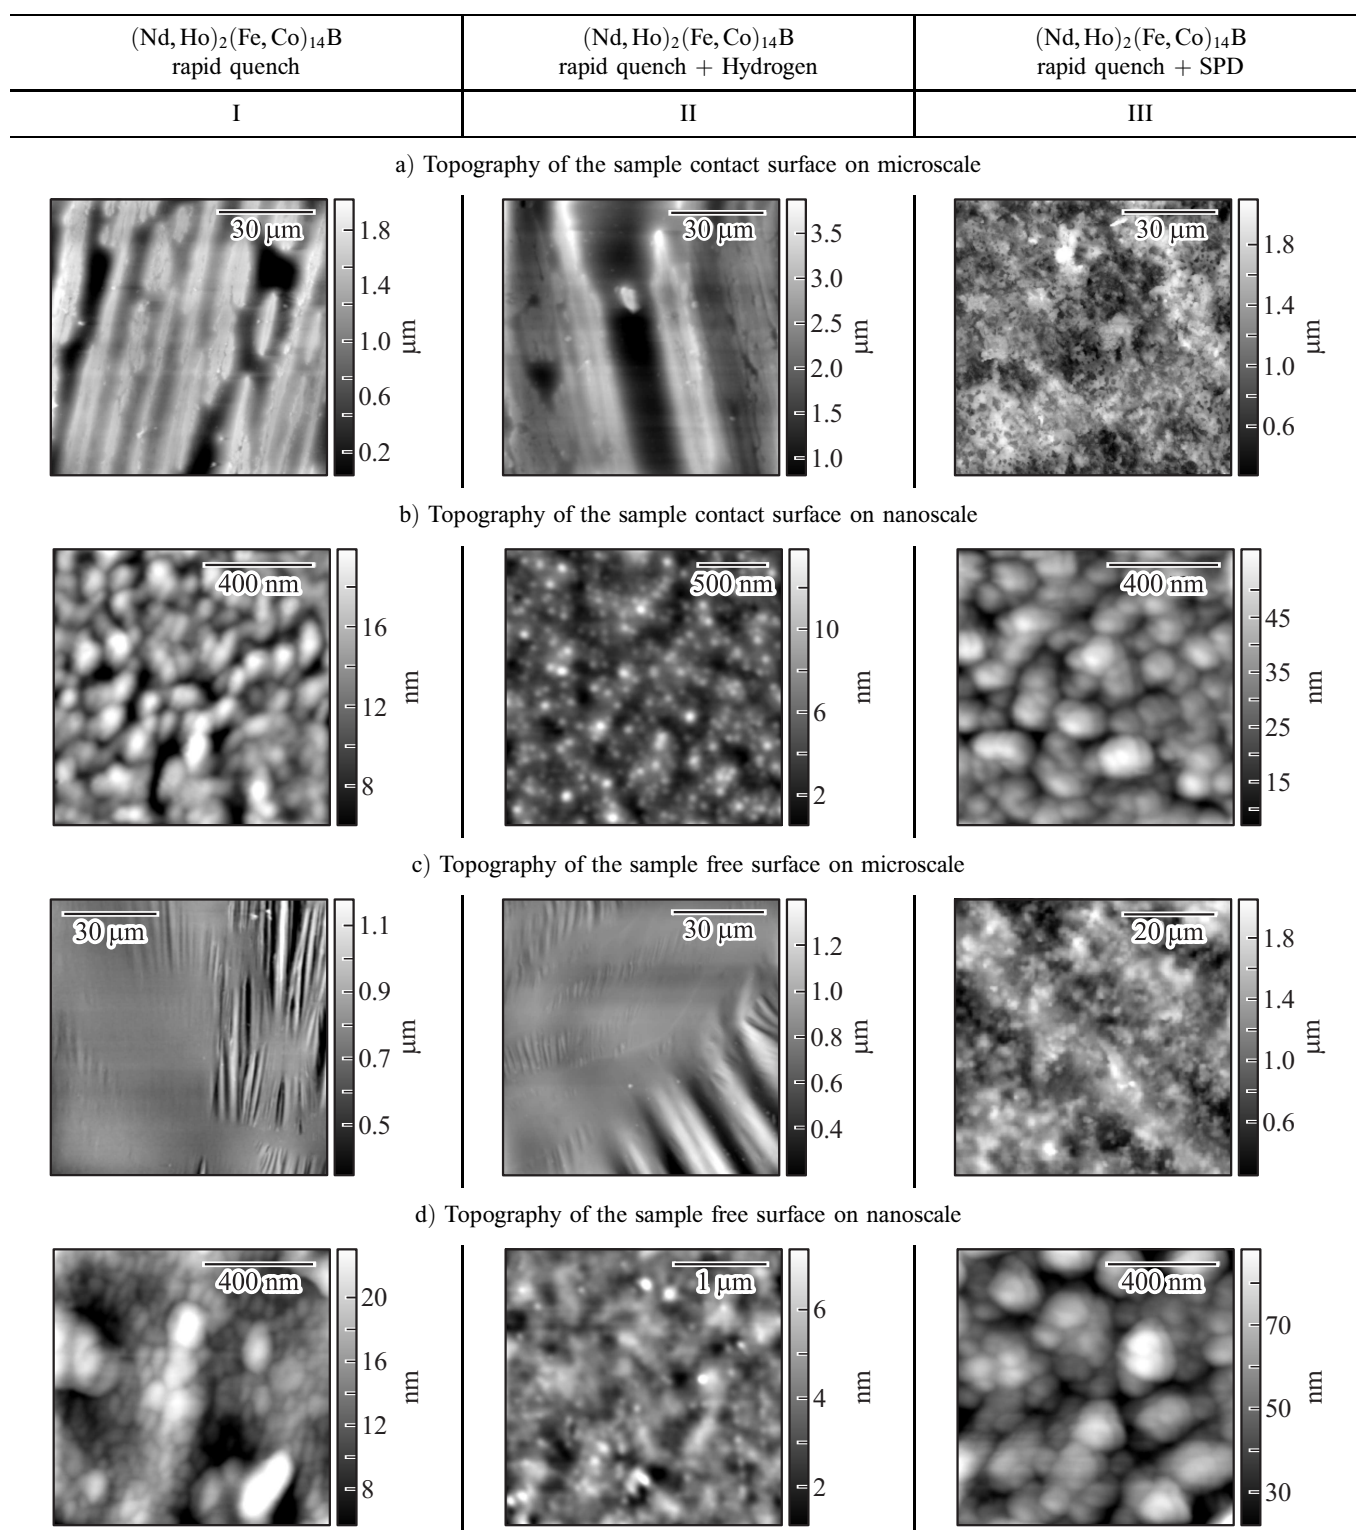 (Nd, Ho)₂(Fe, Co)₁₄B
rapid quench
(Nd, Ho)₂(Fe, Co)₁₄B
rapid quench + Hydrogen
(Nd, Ho)₂(Fe, Co)₁₄B
rapid quench + SPD
I
II
III
a) Topography of the sample contact surface on microscale
30 μm
1.8
1.4
1.0
0.6
0.2
μm
30 μm
3.5
3.0
2.5
2.0
1.5
1.0
μm
30 μm
1.8
1.4
1.0
0.6
μm
b) Topography of the sample contact surface on nanoscale
400 nm
16
12
8
nm
500 nm
10
6
2
nm
400 nm
45
35
25
15
nm
c) Topography of the sample free surface on microscale
30 μm
1.1
0.9
0.7
0.5
μm
30 μm
1.2
1.0
0.8
0.6
0.4
μm
20 μm
1.8
1.4
1.0
0.6
μm
d) Topography of the sample free surface on nanoscale
400 nm
20
16
12
8
nm
1 μm
6
4
2
nm
400 nm
70
50
30
nm